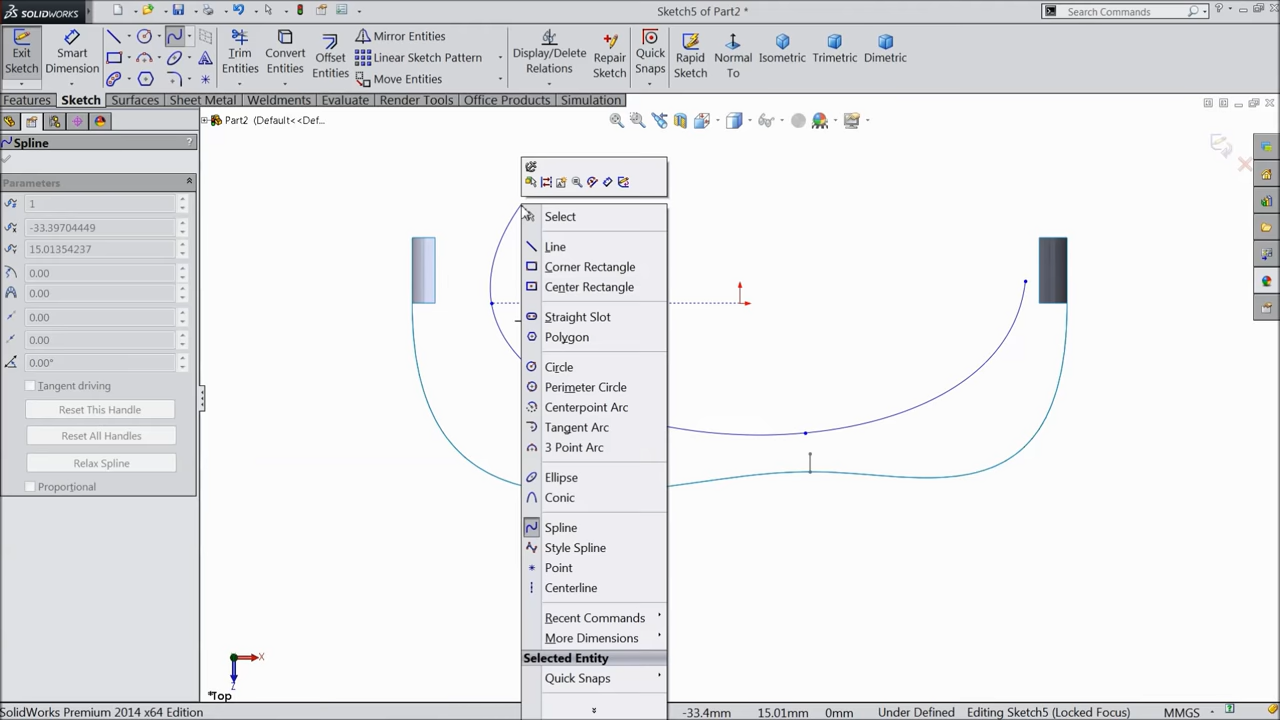 SOLIDWORKS
Sketch5 of Part2 *
Search Commands
Exit Sketch
Smart Dimension
Trim Entities
Convert Entities
Offset Entities
Mirror Entities
Linear Sketch Pattern
Move Entities
Display/Delete Relations
Repair Sketch
Quick Snaps
Rapid Sketch
Normal To
Isometric
Trimetric
Dimetric
Features
Sketch
Surfaces
Sheet Metal
Weldments
Evaluate
Render Tools
Office Products
Simulation
Part2 (Default<<Def...
Spline
?
Parameters
1
-33.39704449
15.01354237
0.00
0.00
0.00
0.00
0.00°
Tangent driving
Reset This Handle
Reset All Handles
Relax Spline
Proportional
Select
Line
Corner Rectangle
Center Rectangle
Straight Slot
Polygon
Circle
Perimeter Circle
Centerpoint Arc
Tangent Arc
3 Point Arc
Ellipse
Conic
Spline
Style Spline
Point
Centerline
Recent Commands
More Dimensions
Selected Entity
Quick Snaps
X
Z
*Top
SolidWorks Premium 2014 x64 Edition
-33.4mm
15.01mm
0mm
Under Defined
Editing Sketch5 (Locked Focus)
MMGS